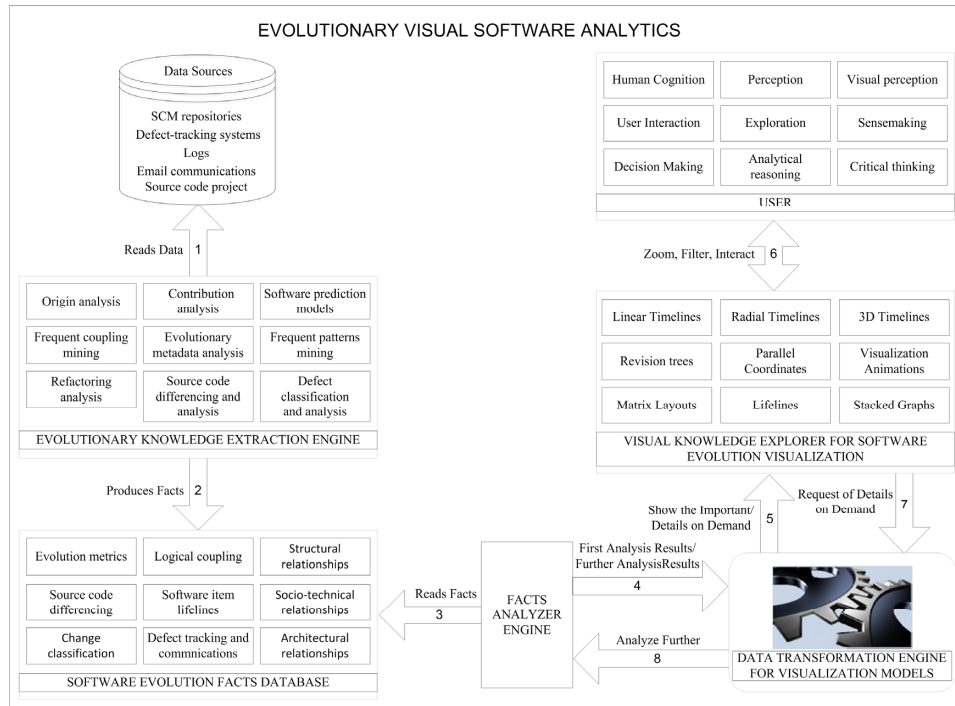 EVOLUTIONARY VISUAL SOFTWARE ANALYTICS
Data Sources
SCM repositories
Defect-tracking systems
Logs
Email communications
Source code project
Reads Data
1
Origin analysis
Contribution
analysis
Software prediction
models
Frequent coupling
mining
Evolutionary
metadata analysis
Frequent patterns
mining
Refactoring
analysis
Source code
differencing and
analysis
Defect
classification
and analysis
EVOLUTIONARY KNOWLEDGE EXTRACTION ENGINE
Produces Facts
2
Evolution metrics
Logical coupling
Structural
relationships
Source code
differencing
Software item
lifelines
Socio-technical
relationships
Change
classification
Defect tracking and
commnications
Architectural
relationships
SOFTWARE EVOLUTION FACTS DATABASE
Reads Facts
3
FACTS
ANALYZER
ENGINE
First Analysis Results/
Further AnalysisResults
4
Analyze Further
8
DATA TRANSFORMATION ENGINE
FOR VISUALIZATION MODELS
Show the Important/
Details on Demand
5
Request of Details
on Demand
7
Linear Timelines
Radial Timelines
3D Timelines
Revision trees
Parallel
Coordinates
Visualization
Animations
Matrix Layouts
Lifelines
Stacked Graphs
VISUAL KNOWLEDGE EXPLORER FOR SOFTWARE
EVOLUTION VISUALIZATION
Zoom, Filter, Interact
6
Human Cognition
Perception
Visual perception
User Interaction
Exploration
Sensemaking
Decision Making
Analytical
reasoning
Critical thinking
USER